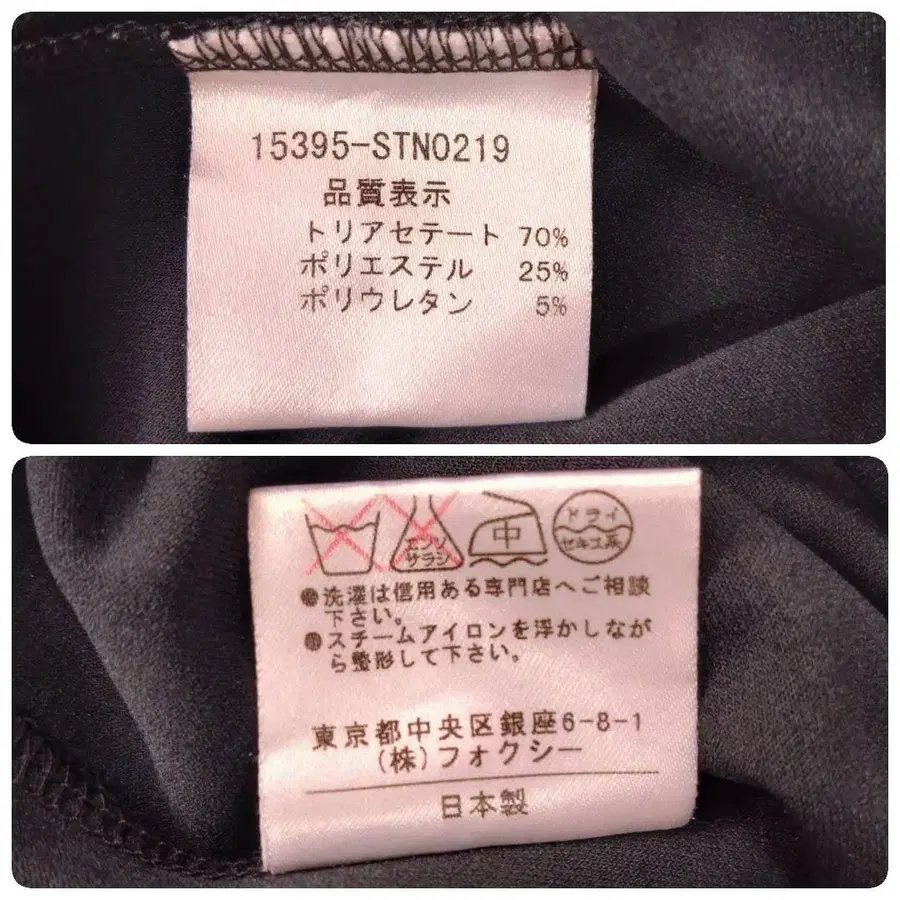 15395-STN0219
品質表示
トリアセテート 70%
ポリエステル 25%
ポリウレタン 5%
エンソ
サラシ
中
ドライ
セキユ系
●洗濯は信用ある専門店へご相談
下さい。
●スチームアイロンを浮かしなが
ら整形して下さい。
東京都中央区銀座6-8-1
(株)フォクシー
日本製